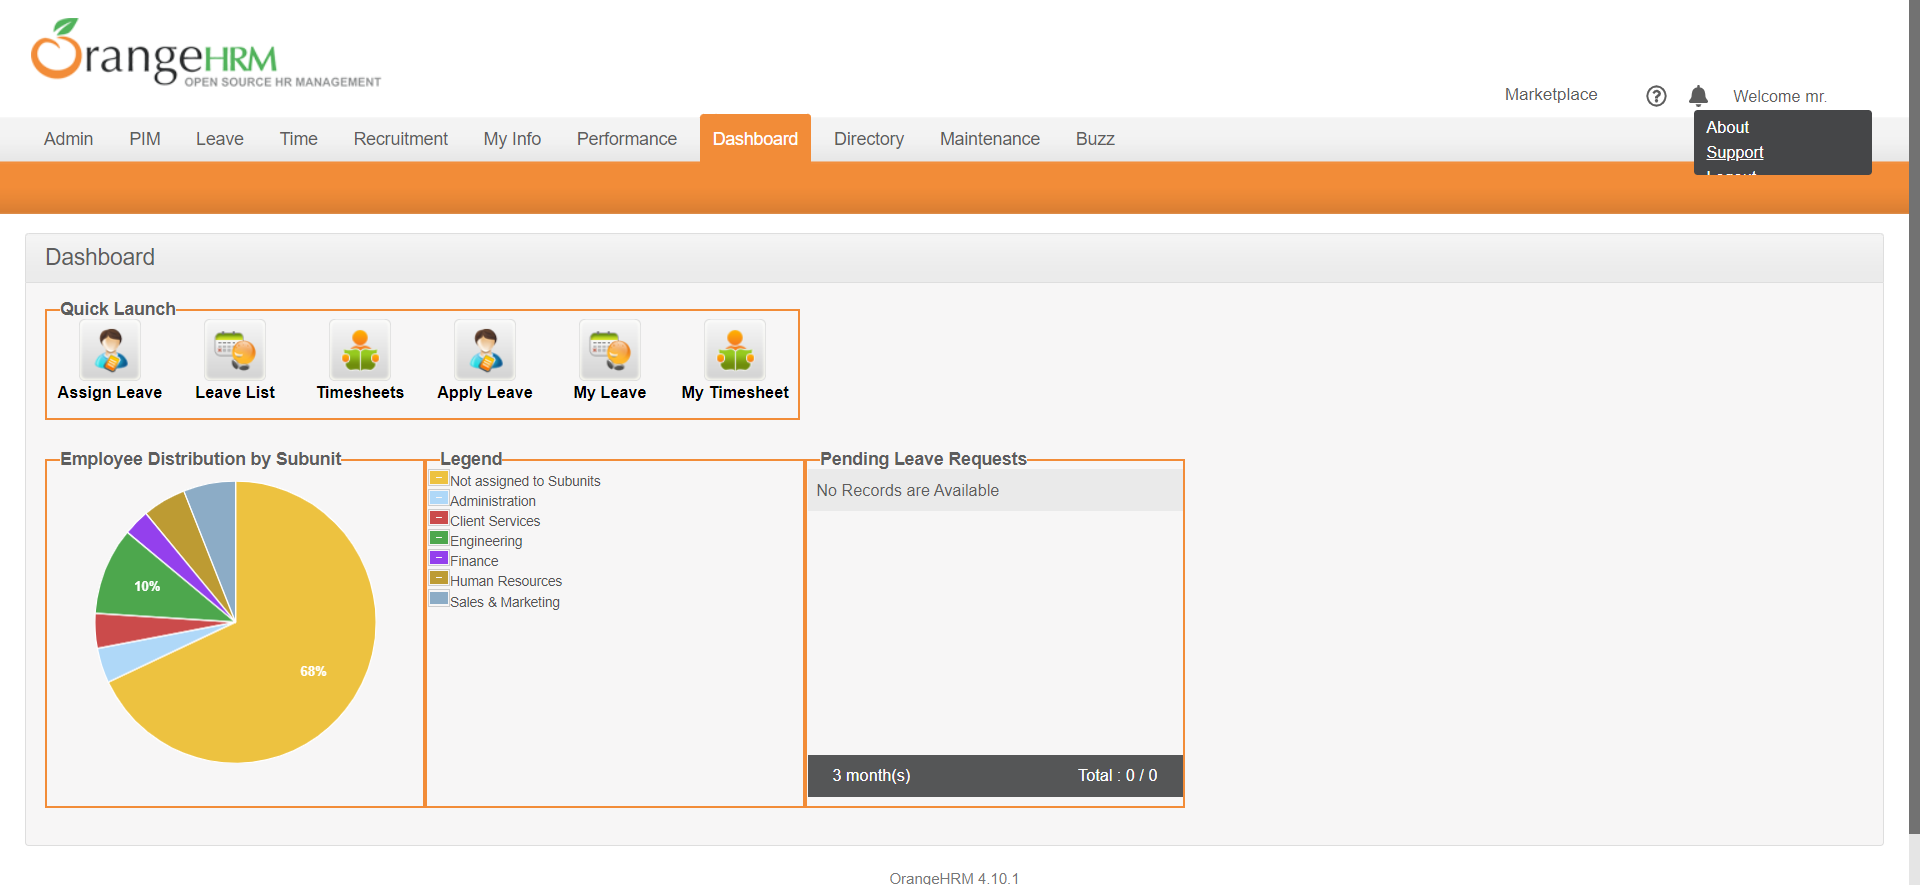 OrangeHRM
OPEN SOURCE HR MANAGEMENT
Marketplace
Welcome mr.
About
Support
Logout
Admin
PIM
Leave
Time
Recruitment
My Info
Performance
Dashboard
Directory
Maintenance
Buzz
Dashboard
Quick Launch
Assign Leave
Leave List
Timesheets
Apply Leave
My Leave
My Timesheet
Employee Distribution by Subunit
10%
68%
Legend
Not assigned to Subunits
Administration
Client Services
Engineering
Finance
Human Resources
Sales & Marketing
Pending Leave Requests
No Records are Available
3 month(s)
Total : 0 / 0
OrangeHRM 4.10.1